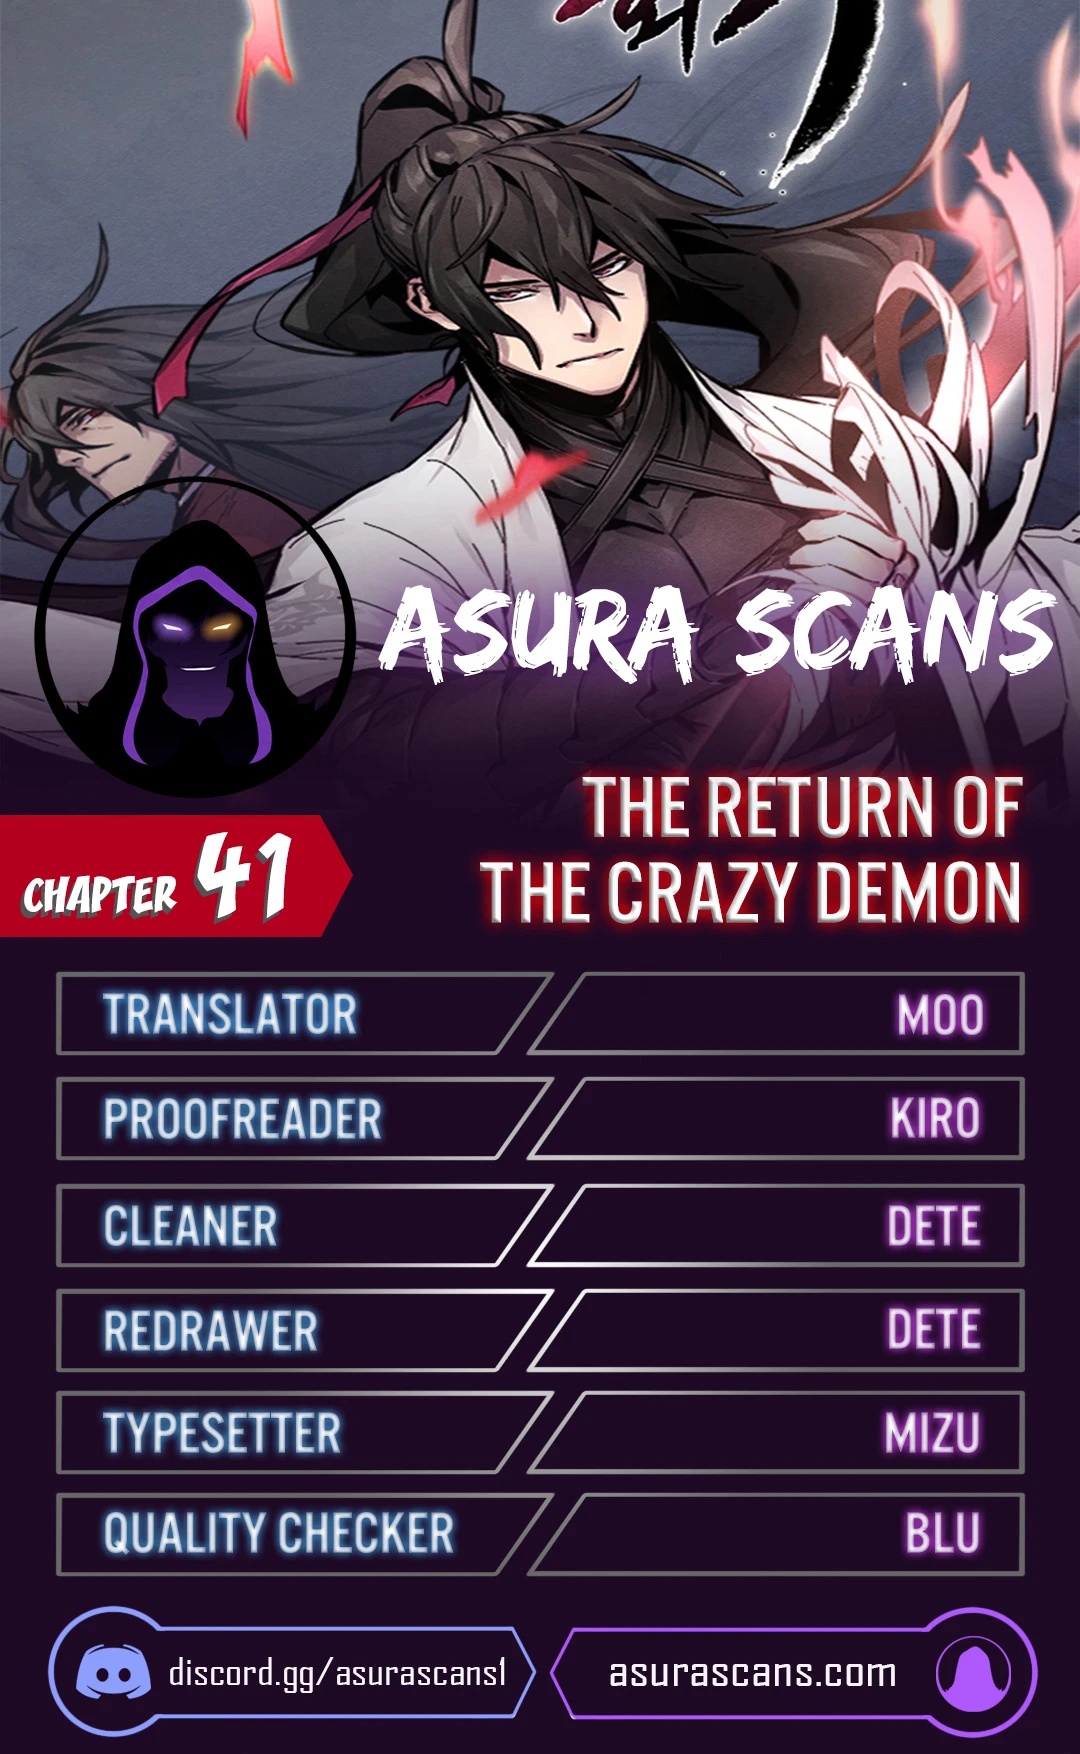 ASURA SCANS
THE RETURN OF
THE CRAZY DEMON
CHAPTER 41
TRANSLATOR MOO
PROOFREADER KIRO
CLEANER DETE
REDRAWER DETE
TYPESETTER MIZU
QUALITY CHECKER BLU
discord.gg/asurascans1
asurascans.com